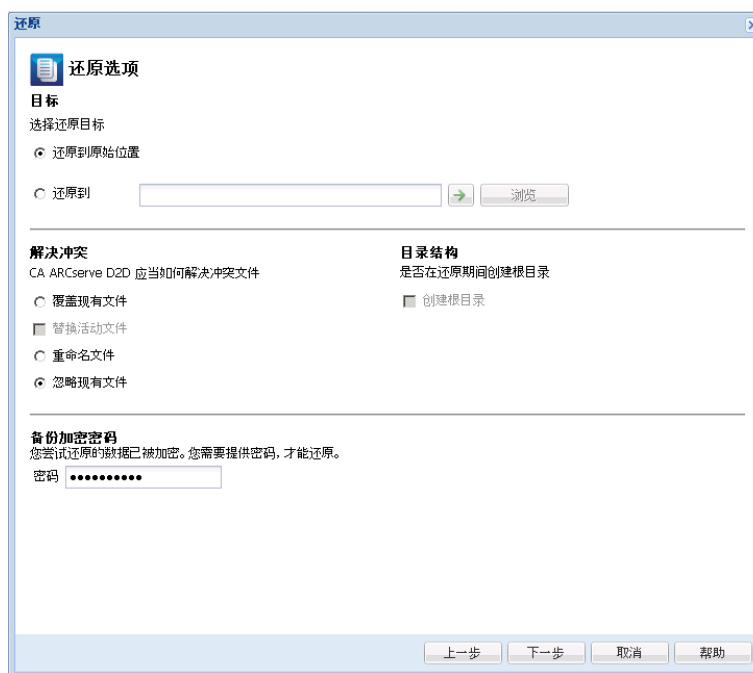 还原
还原选项
目标
选择还原目标
还原到原始位置
还原到
浏览
解决冲突
CA ARCserve D2D 应当如何解决冲突文件
覆盖现有文件
替换活动文件
重命名文件
忽略现有文件
目录结构
是否在还原期间创建根目录
创建根目录
备份加密密码
您尝试还原的数据已被加密。您需要提供密码，才能还原。
密码 ●●●●●●●●●●
上一步 下一步 取消 帮助